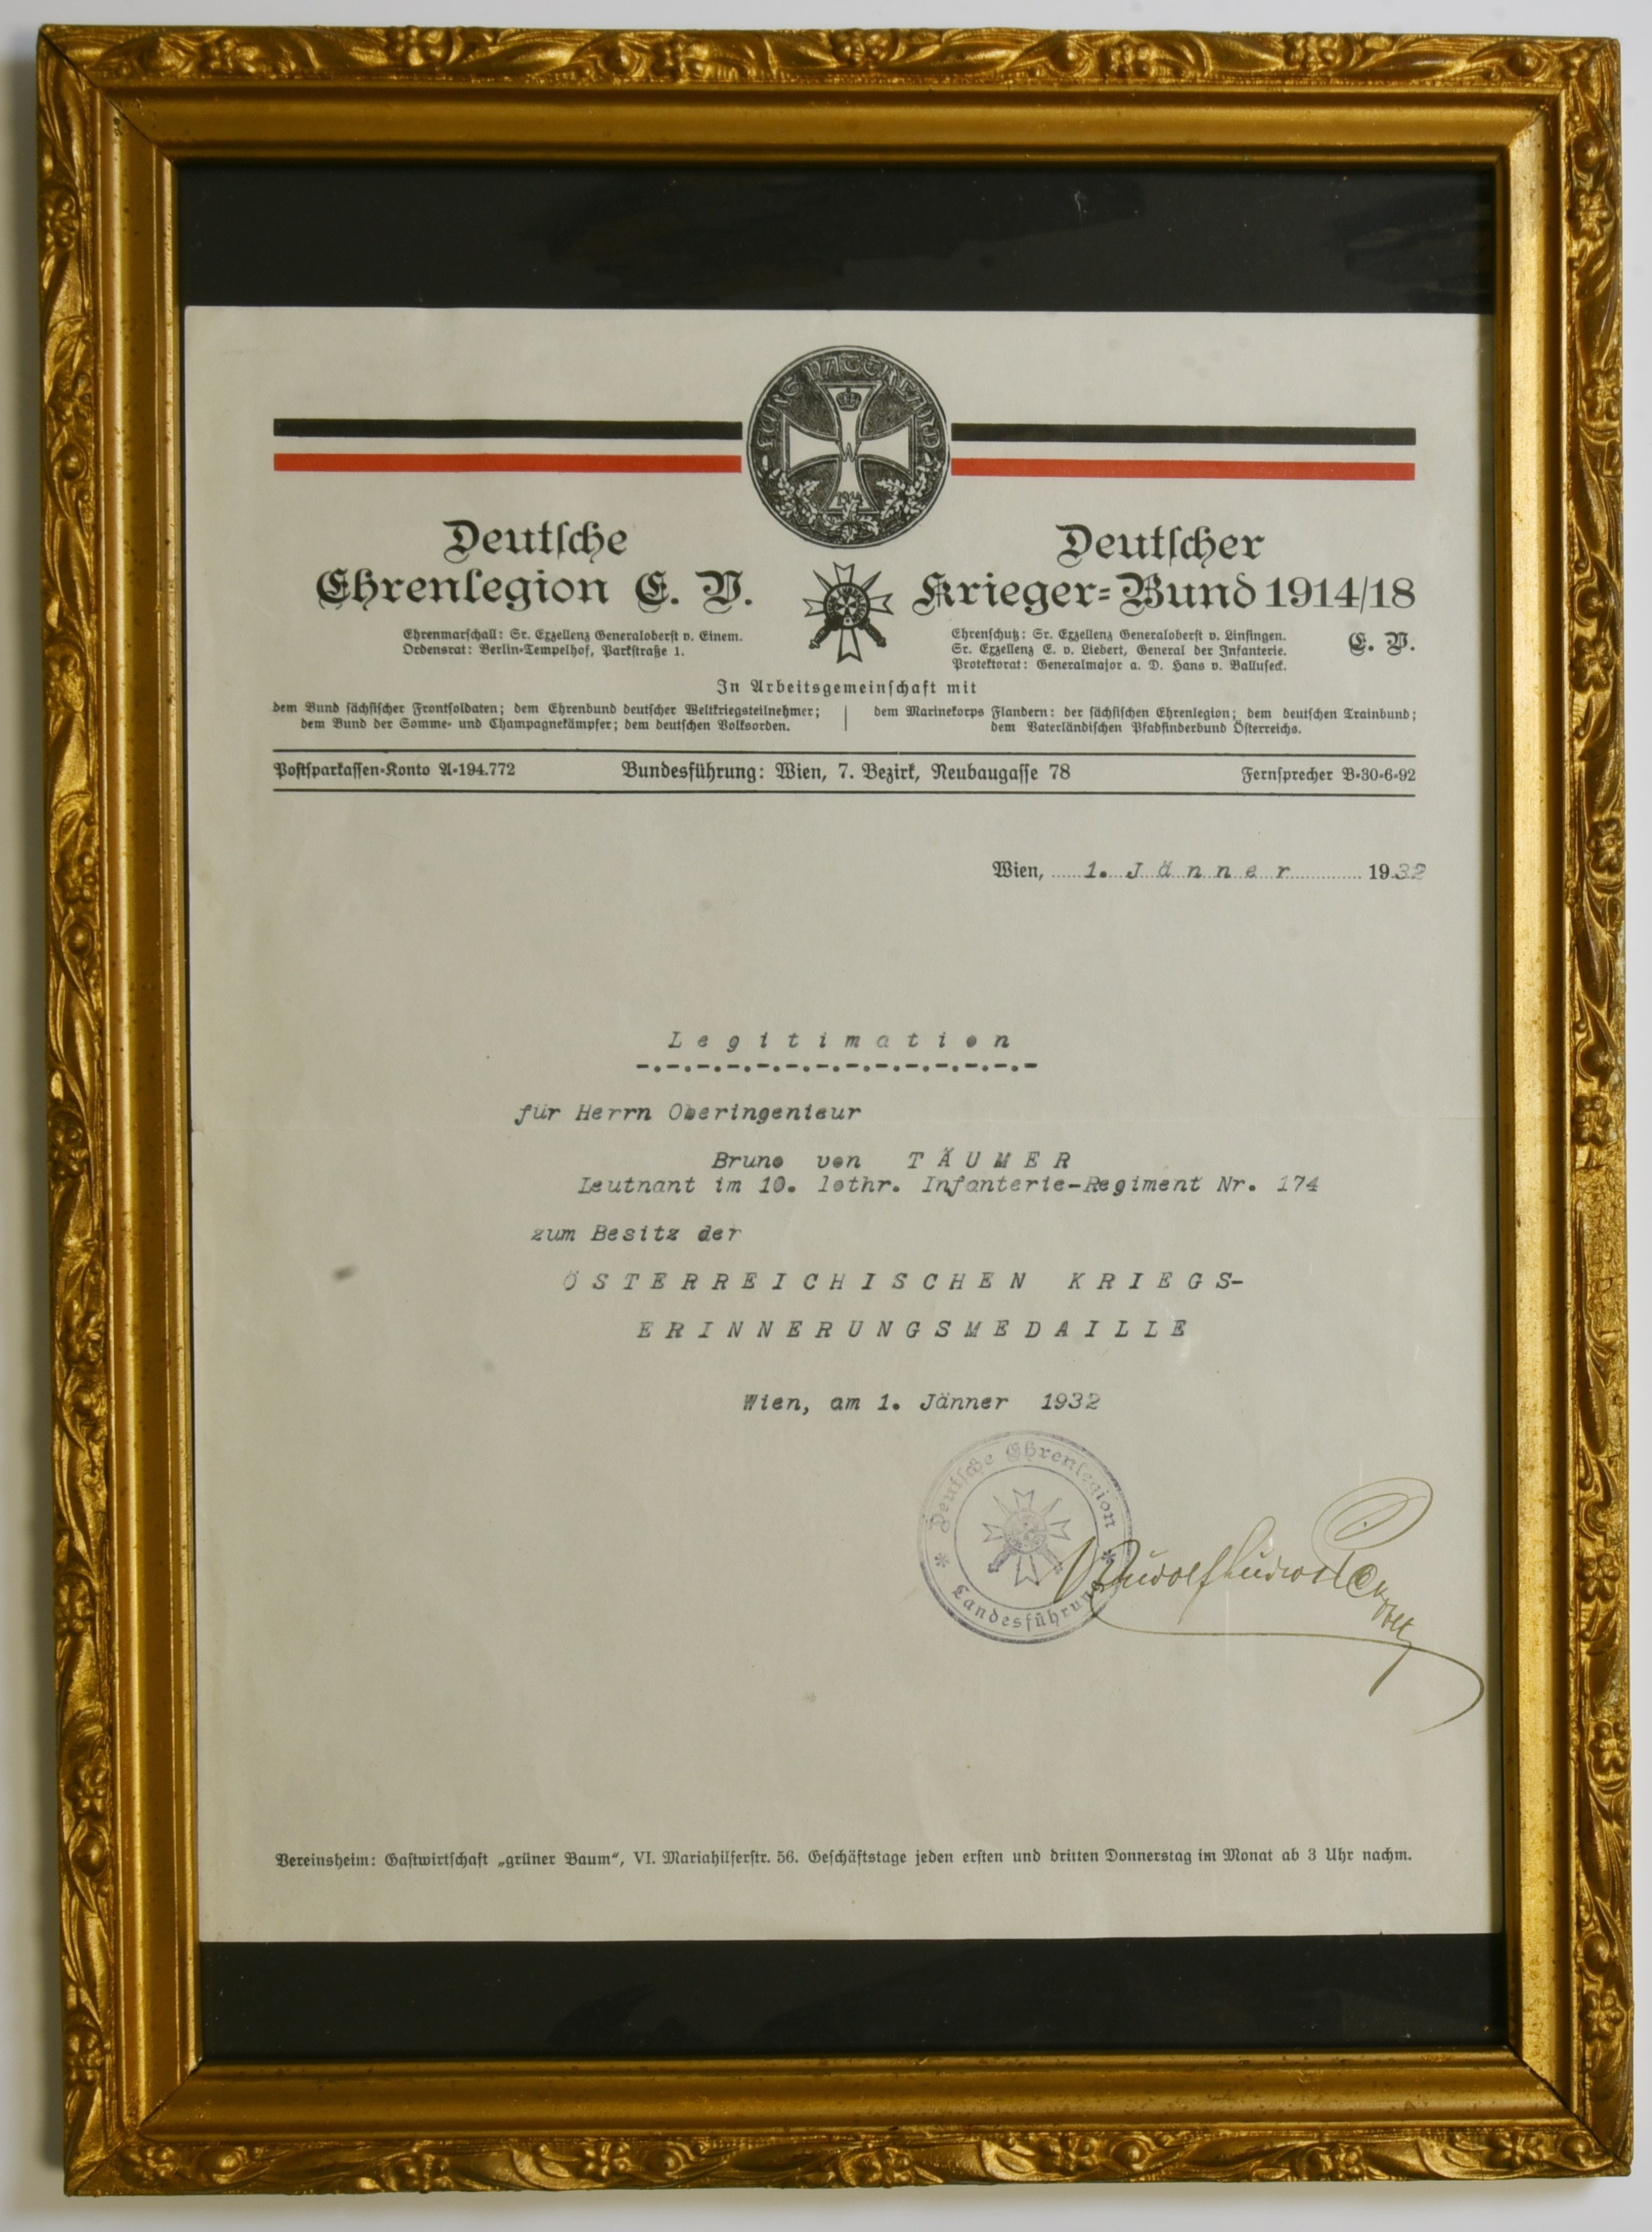 FÜRS VATERLAND
W
1914
Deutsche
Ehrenlegion E. V.
Deutscher
Krieger=Bund 1914/18
E. V.
Ehrenmarschall: Sr. Exzellenz Generaloberst v. Einem.
Ordensrat: Berlin-Tempelhof, Parkstraße 1.
Ehrenschutz: Sr. Exzellenz Generaloberst v. Linsingen.
Sr. Exzellenz E. v. Liebert, General der Infanterie.
Protektorat: Generalmajor a. D. Hans v. Balluseck.
In Arbeitsgemeinschaft mit
dem Bund sächsischer Frontsoldaten; dem Ehrenbund deutscher Weltkriegsteilnehmer;
dem Bund der Somme- und Champagnekämpfer; dem deutschen Volksorden.
dem Marinekorps Flandern: der sächsischen Ehrenlegion; dem deutschen Trainbund;
dem Vaterländischen Pfadfinderbund Österreichs.
Postsparkassen-Konto A-194.772 Bundesführung: Wien, 7. Bezirk, Neubaugasse 78 Fernsprecher B-30-6-92
Wien, 1. Jänner 1932
Legitimation
für Herrn Oberingenieur
Bruno von TÄUMER
Leutnant im 10. lothr. Infanterie-Regiment Nr. 174
zum Besitz der
ÖSTERREICHISCHEN KRIEGS-
ERINNERUNGSMEDAILLE
Wien, am 1. Jänner 1932
Deutsche Ehrenlegion
* Landesführung *
Rudolf Ludwig
Vereinsheim: Gastwirtschaft „grüner Baum“, VI. Mariahilferstr. 56. Geschäftstage jeden ersten und dritten Donnerstag im Monat ab 3 Uhr nachm.